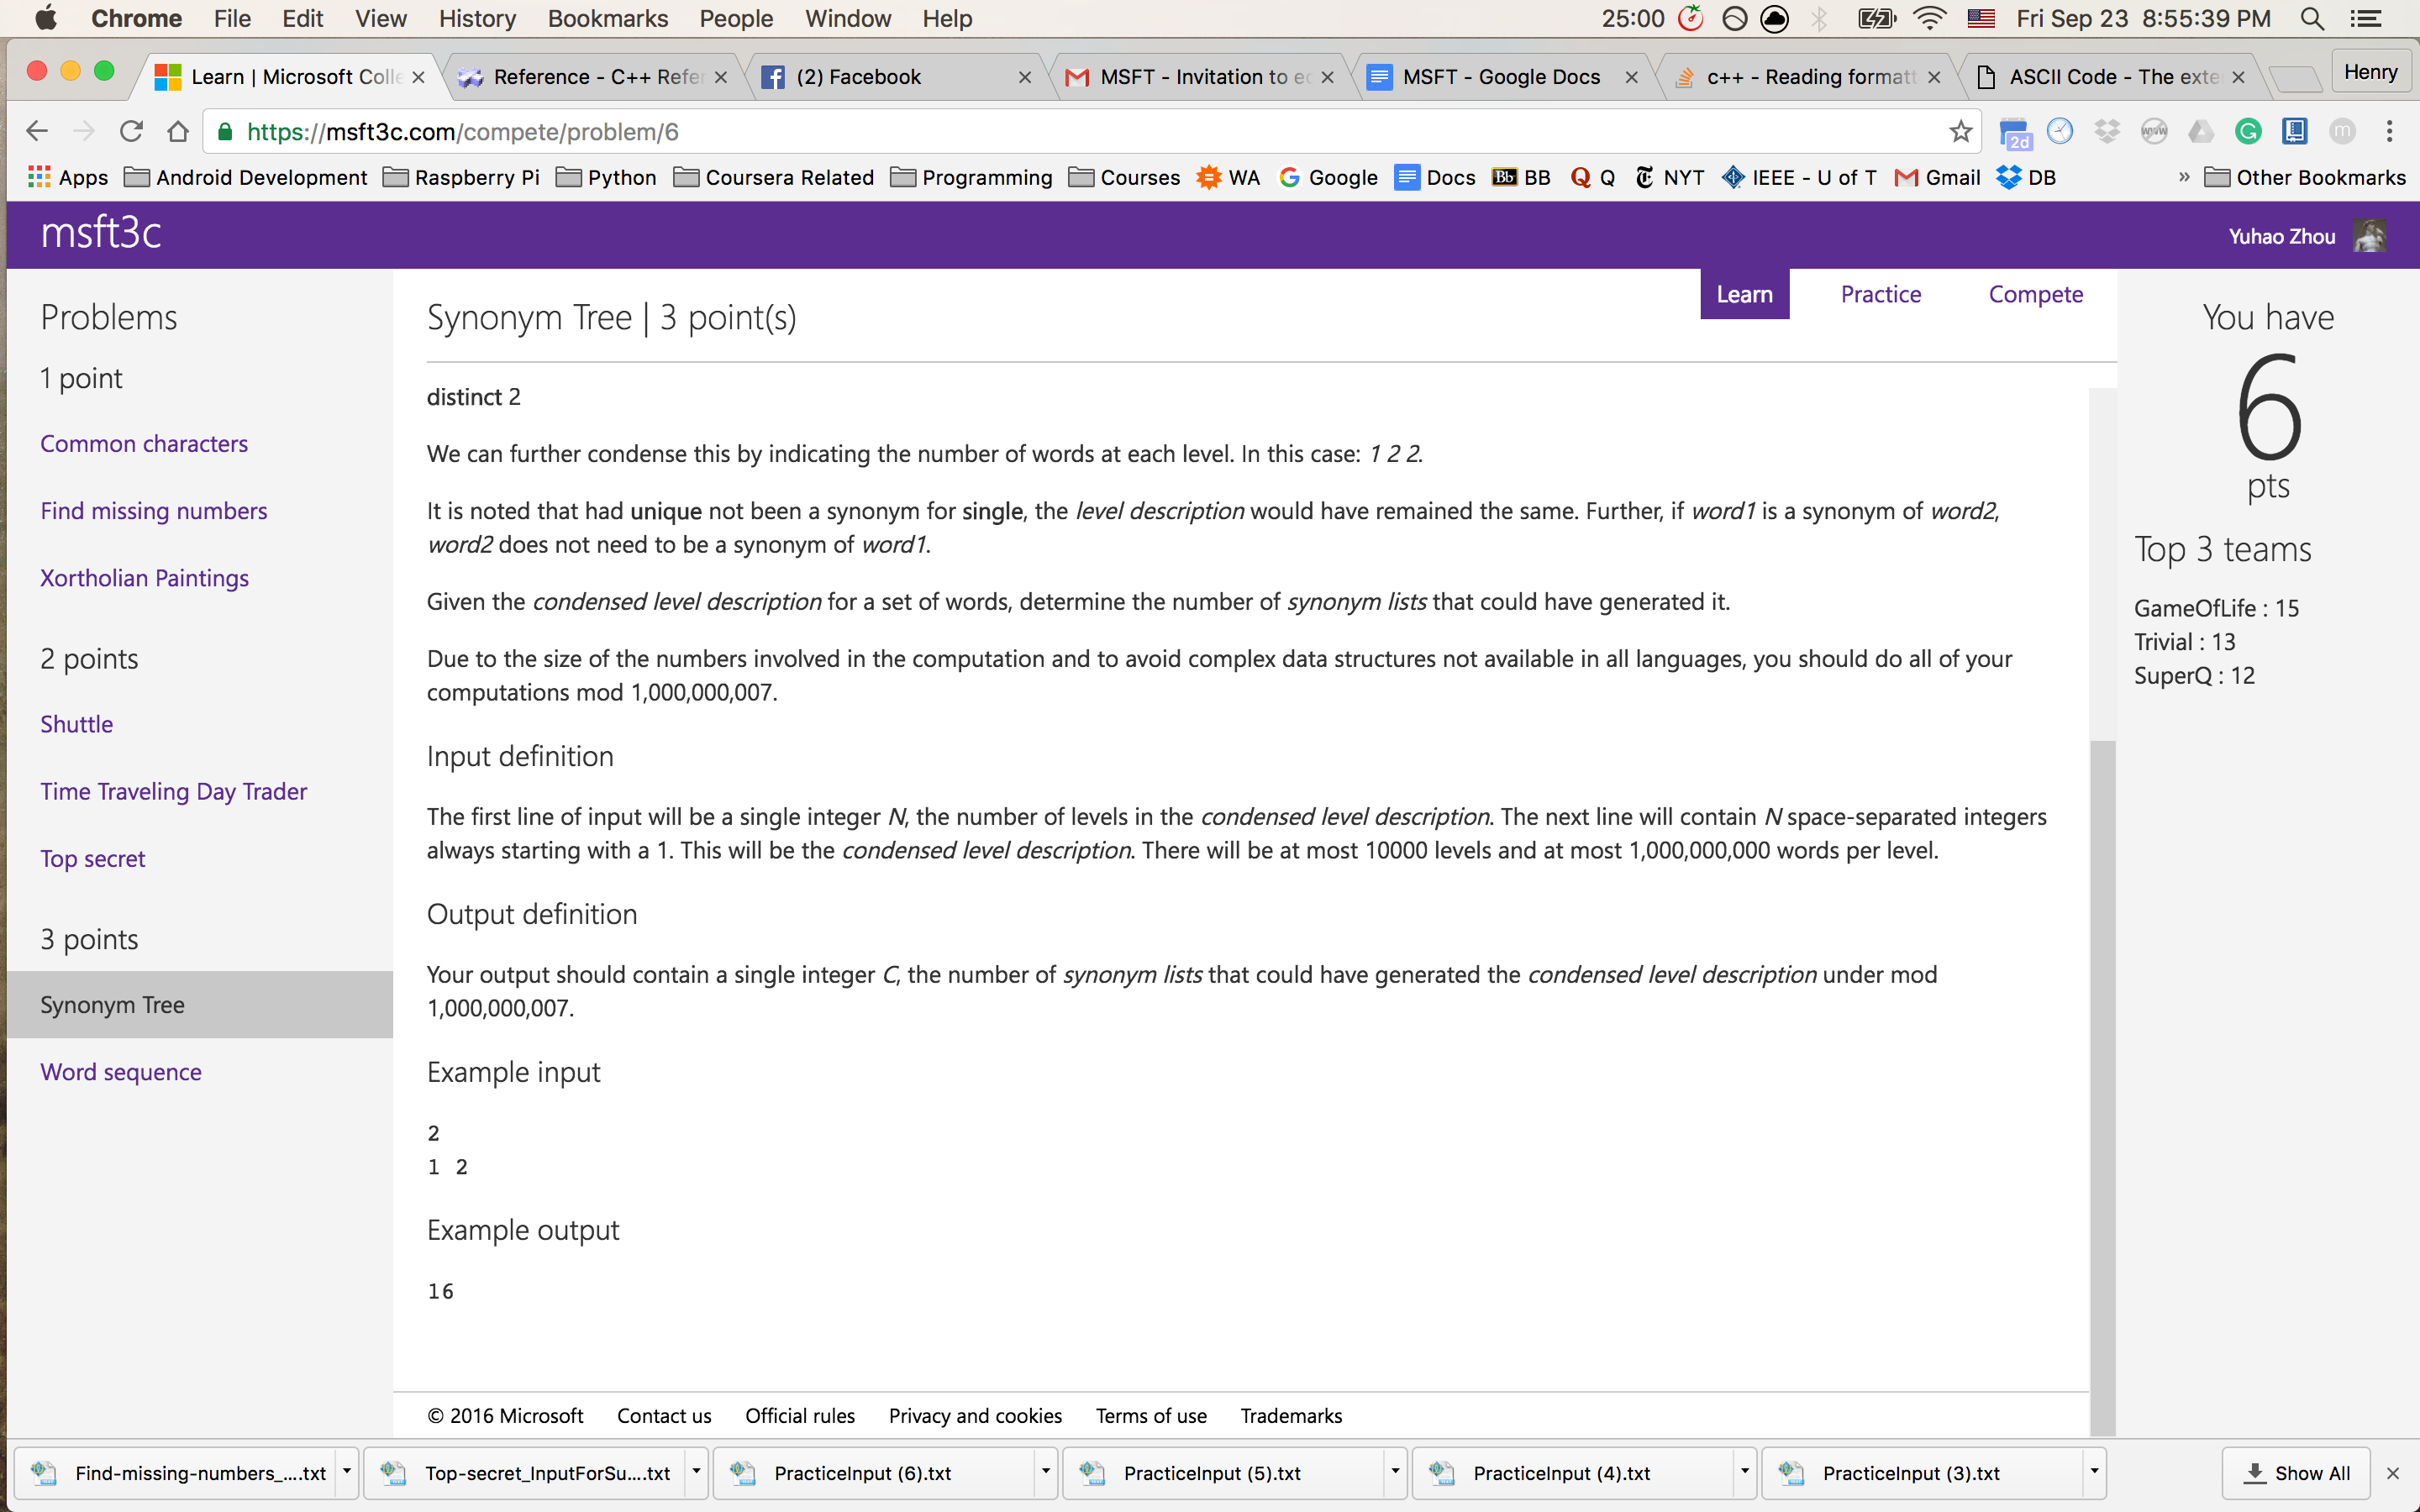 Chrome File Edit View History Bookmarks People Window Help 25:00 Fri Sep 23 8:55:39 PM
Learn | Microsoft Colle Reference - C++ Refer (2) Facebook MSFT - Invitation to ec MSFT - Google Docs c++ - Reading formatt ASCII Code - The exte Henry
https://msft3c.com/compete/problem/6 2d
Apps Android Development Raspberry Pi Python Coursera Related Programming Courses WA Google Docs Bb BB Q NYT IEEE - U of T Gmail DB » Other Bookmarks
msft3c Yuhao Zhou
Problems
1 point
Common characters
Find missing numbers
Xortholian Paintings
2 points
Shuttle
Time Traveling Day Trader
Top secret
3 points
Synonym Tree
Word sequence
Synonym Tree | 3 point(s)
Learn Practice Compete
distinct 2
We can further condense this by indicating the number of words at each level. In this case: 1 2 2.
It is noted that had unique not been a synonym for single, the level description would have remained the same. Further, if word1 is a synonym of word2,
word2 does not need to be a synonym of word1.
Given the condensed level description for a set of words, determine the number of synonym lists that could have generated it.
Due to the size of the numbers involved in the computation and to avoid complex data structures not available in all languages, you should do all of your
computations mod 1,000,000,007.
Input definition
The first line of input will be a single integer N, the number of levels in the condensed level description. The next line will contain N space-separated integers
always starting with a 1. This will be the condensed level description. There will be at most 10000 levels and at most 1,000,000,000 words per level.
Output definition
Your output should contain a single integer C, the number of synonym lists that could have generated the condensed level description under mod
1,000,000,007.
Example input
2
1 2
Example output
16
You have
6
pts
Top 3 teams
GameOfLife : 15
Trivial : 13
SuperQ : 12
© 2016 Microsoft Contact us Official rules Privacy and cookies Terms of use Trademarks
Find-missing-numbers_....txt Top-secret_InputForSu....txt PracticeInput (6).txt PracticeInput (5).txt PracticeInput (4).txt PracticeInput (3).txt Show All